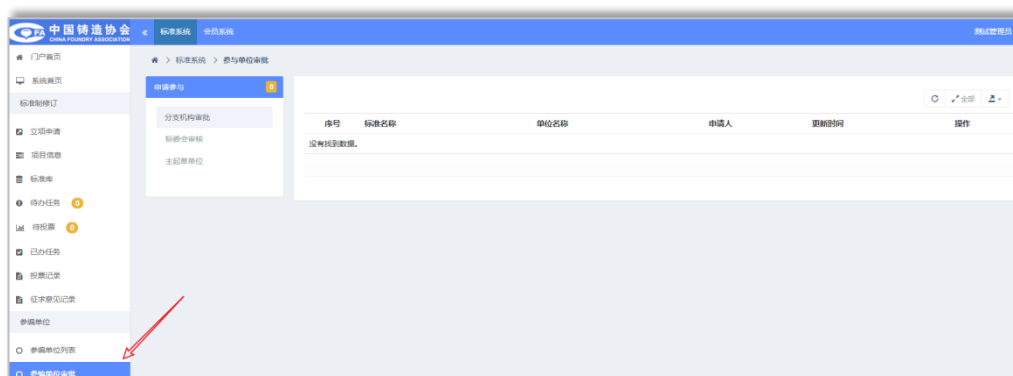 中国铸造协会
CHINA FOUNDRY ASSOCIATION
FA
« 标准系统 会员系统 测试管理员
门户首页
系统首页
标准制修订
立项申请
项目信息
标准库
待办任务 0
待投票 0
已办任务
投票记录
征求意见记录
参编单位
参编单位列表
参编单位审批
> 标准系统 > 参与单位审批
申请参与 0
分支机构审批
标委会审核
主起草单位
全部
序号 标准名称 单位名称 申请人 更新时间 操作
没有找到数据。